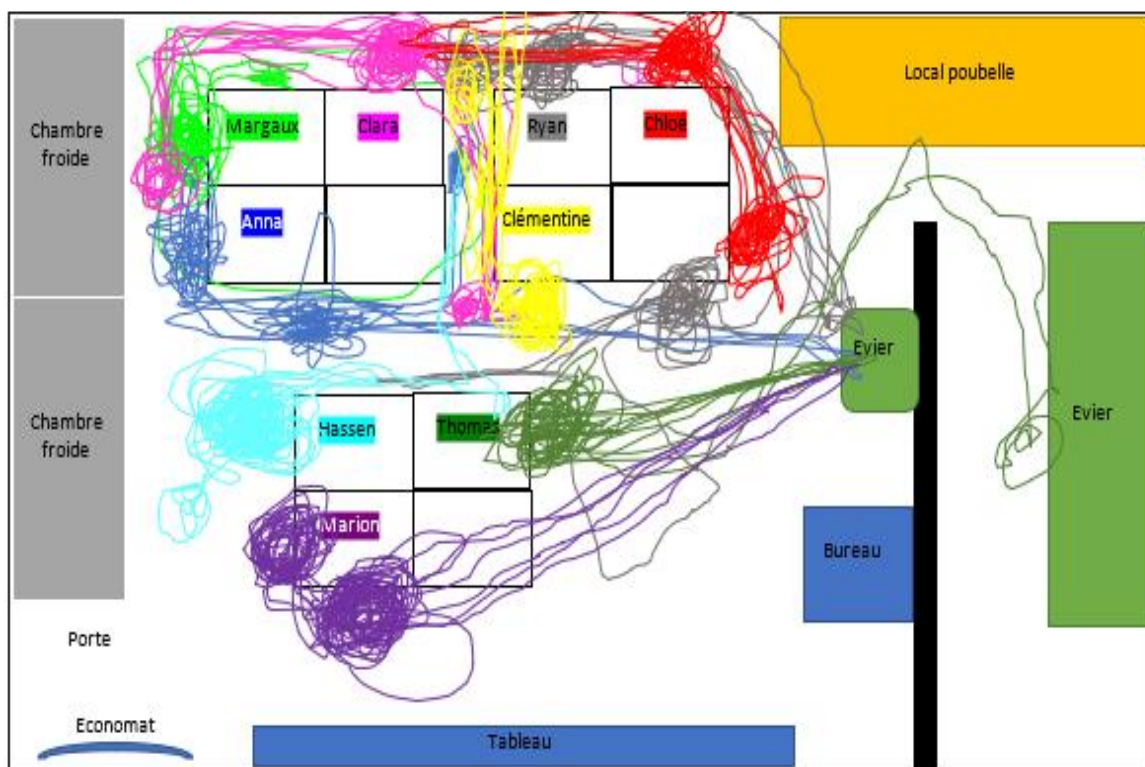 Local poubelle
Chambre
froide
Margaux
Clara
Ryan
Chloé
Anna
Clémentine
Evier
Chambre
froide
Hassen
Thomas
Evier
Marion
Bureau
Porte
Economat
Tableau